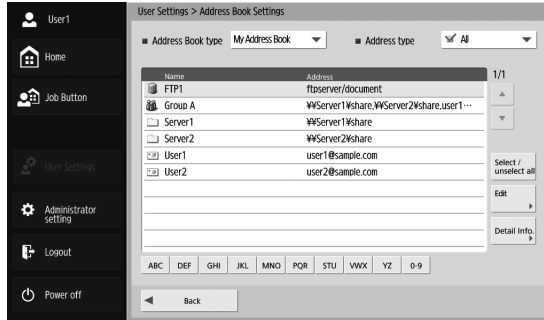 User1
User Settings > Address Book Settings
Address Book type My Address Book Address type All
Home
Name Address 1/1
FTP1 ftpserver/document
Job Button
Group A ¥¥Server1¥share,¥¥Server2¥share,user1…
Server1 ¥¥Server1¥share
Server2 ¥¥Server2¥share
User1 user1@sample.com
User Settings
User2 user2@sample.com
Select /
unselect all
Edit
Administrator
setting
Detail Info.
Logout
ABC DEF GHI JKL MNO PQR STU VWX YZ 0-9
Power off
Back